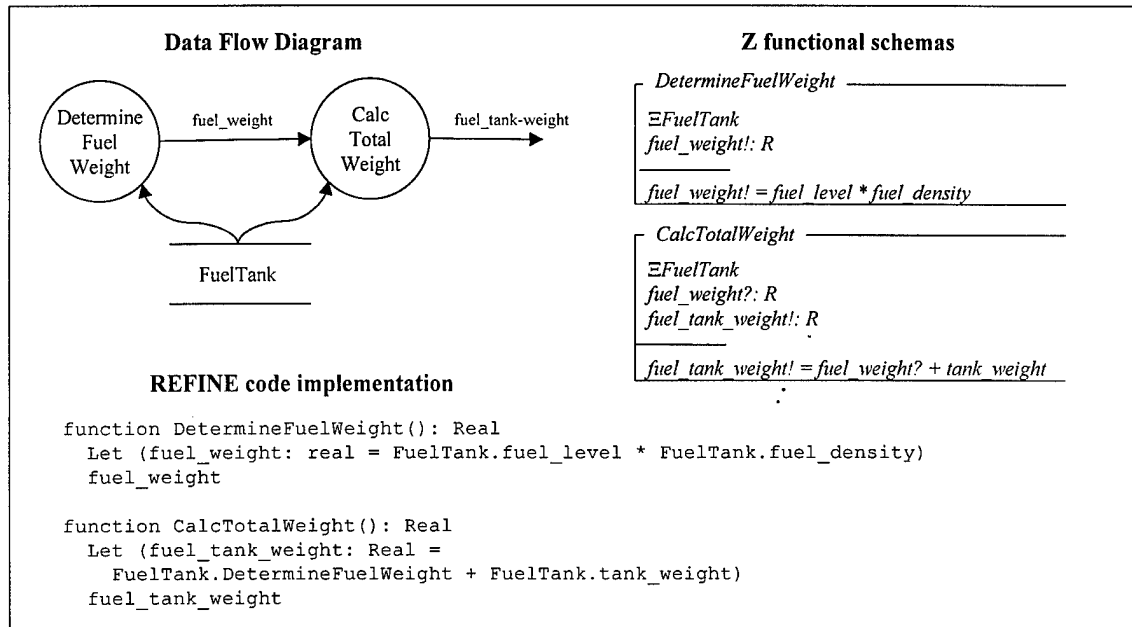 Data Flow Diagram
Determine
Fuel
Weight
fuel_weight
Calc
Total
Weight
fuel_tank-weight
FuelTank
Z functional schemas
DetermineFuelWeight
ΞFuelTank
fuel_weight!: R
fuel_weight! = fuel_level * fuel_density
CalcTotalWeight
ΞFuelTank
fuel_weight?: R
fuel_tank_weight!: R
fuel_tank_weight! = fuel_weight? + tank_weight
REFINE code implementation
function DetermineFuelWeight(): Real
Let (fuel_weight: real = FuelTank.fuel_level * FuelTank.fuel_density)
fuel_weight
function CalcTotalWeight(): Real
Let (fuel_tank_weight: Real =
FuelTank.DetermineFuelWeight + FuelTank.tank_weight)
fuel_tank_weight